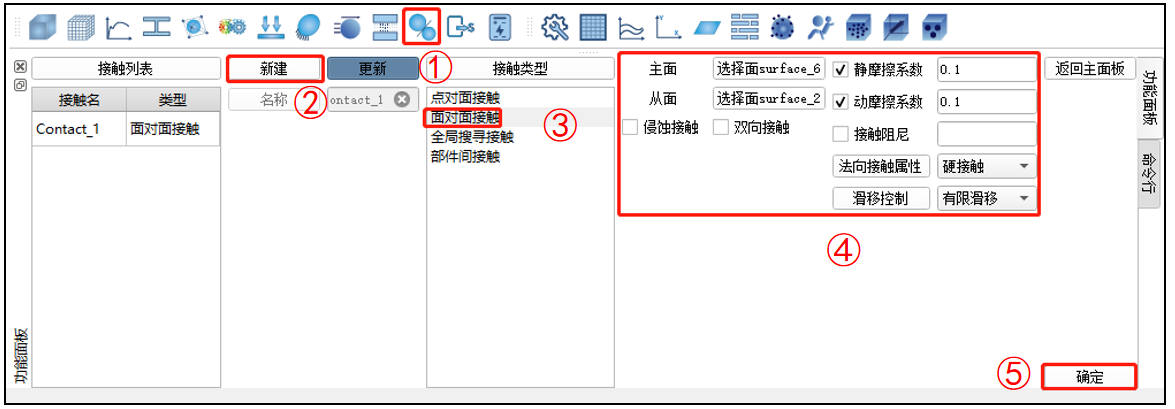 接触列表
接触名 类型
Contact_1 面对面接触
新建 更新
名称 ontact_1
①
②
接触类型
点对面接触
面对面接触
全局搜寻接触
部件间接触
③
主面 选择面surface_6 静摩擦系数 0.1
从面 选择面surface_2 动摩擦系数 0.1
侵蚀接触 双向接触 接触阻尼
法向接触属性 硬接触
滑移控制 有限滑移
④
返回主面板
⑤ 确定
功能面板
命令行
功能面板